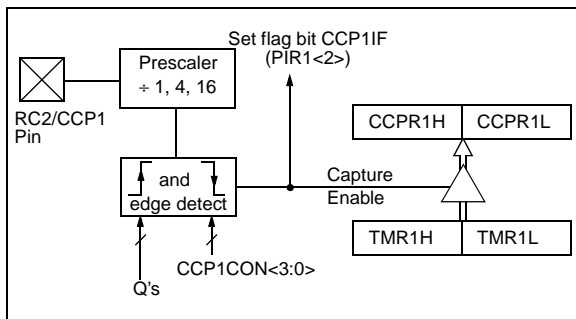 Set flag bit CCP1IF
(PIR1<2>)
Prescaler
÷ 1, 4, 16
RC2/CCP1
Pin
CCPR1H
CCPR1L
and
edge detect
Capture
Enable
TMR1H
TMR1L
CCP1CON<3:0>
Q's